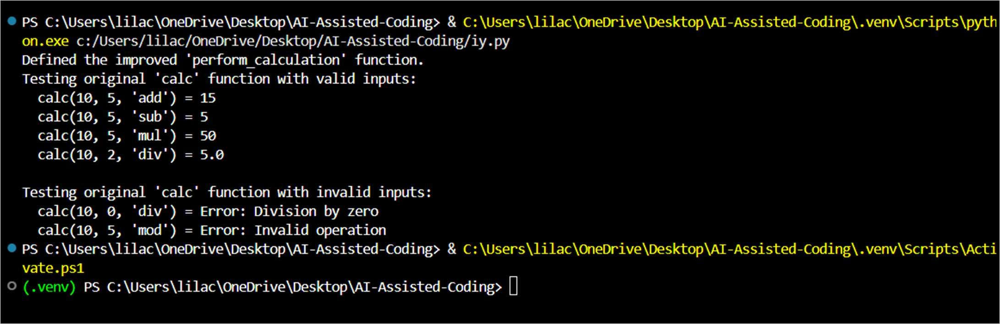 PS C:\Users\lilac\OneDrive\Desktop\AI-Assisted-Coding> & C:\Users\lilac\OneDrive\Desktop\AI-Assisted-Coding\.venv\Scripts\pyth
on.exe c:/Users/lilac/OneDrive/Desktop/AI-Assisted-Coding/iy.py
Defined the improved 'perform_calculation' function.
Testing original 'calc' function with valid inputs:
  calc(10, 5, 'add') = 15
  calc(10, 5, 'sub') = 5
  calc(10, 5, 'mul') = 50
  calc(10, 2, 'div') = 5.0

Testing original 'calc' function with invalid inputs:
  calc(10, 0, 'div') = Error: Division by zero
  calc(10, 5, 'mod') = Error: Invalid operation
PS C:\Users\lilac\OneDrive\Desktop\AI-Assisted-Coding> & C:\Users\lilac\OneDrive\Desktop\AI-Assisted-Coding\.venv\Scripts\Acti
vate.ps1
(.venv) PS C:\Users\lilac\OneDrive\Desktop\AI-Assisted-Coding>